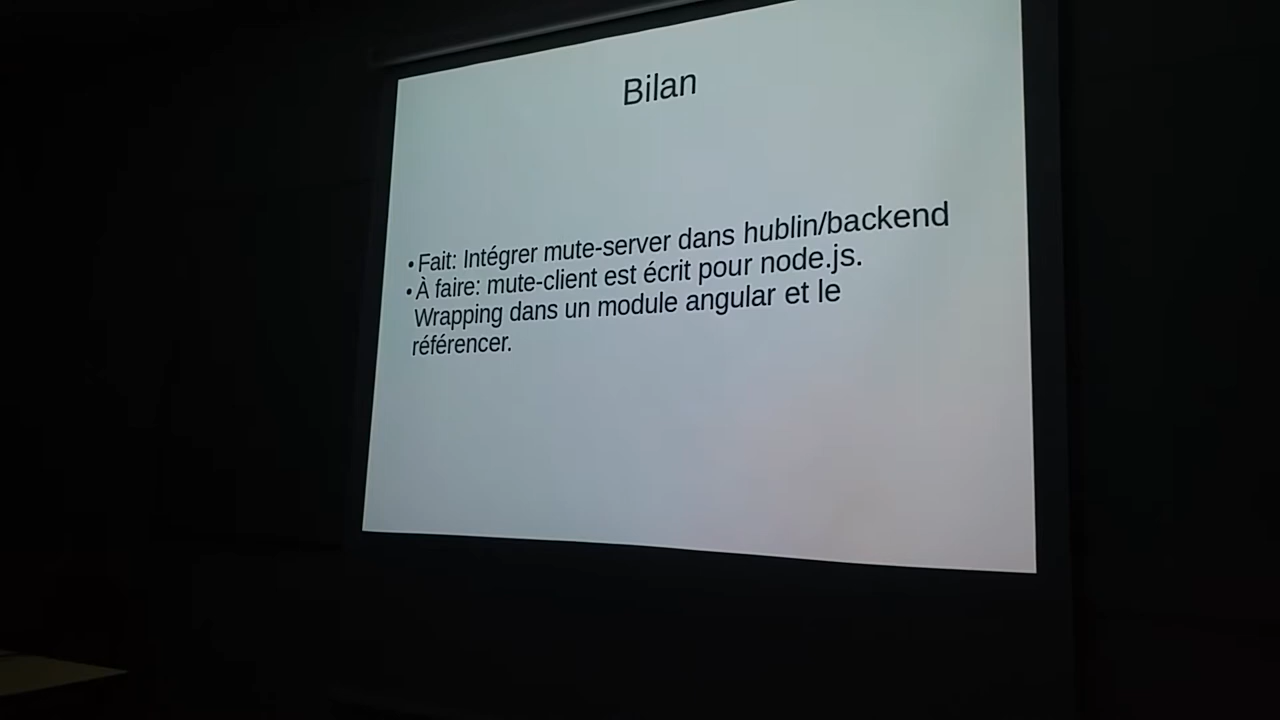 Bilan
• Fait: Intégrer mute-server dans hublin/backend
• À faire: mute-client est écrit pour node.js.
Wrapping dans un module angular et le
référencer.